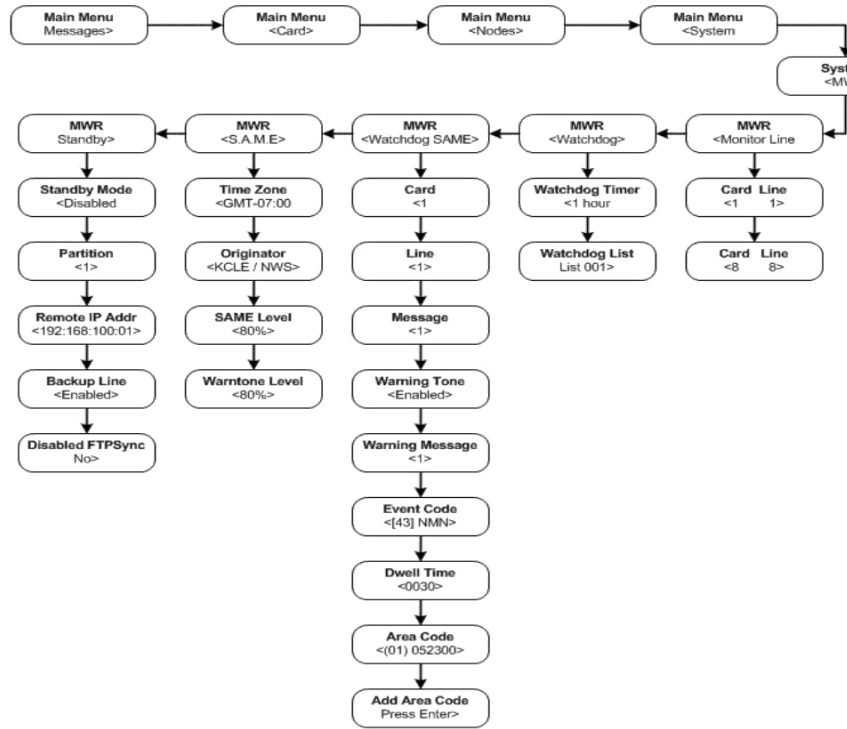 Main Menu
Messages>
Main Menu
<Card>
Main Menu
<Nodes>
Main Menu
<System
MWR
Standby>
MWR
<S.A.M.E>
MWR
<Watchdog SAME>
MWR
<Watchdog>
MWR
<Monitor Line
Standby Mode
<Disabled
Time Zone
<GMT-07:00
Card
<1
Watchdog Timer
<1 hour
Card Line
<1 1>
Partition
<1>
Originator
<KCLE / NWS>
Line
<1>
Watchdog List
List 001>
Card Line
<8 8>
Remote IP Addr
<192:168:100:01>
SAME Level
<80%>
Message
<1>
Backup Line
<Enabled>
Warntone Level
<80%>
Warning Tone
<Enabled>
Disabled FTPSync
No>
Warning Message
<1>
Event Code
<[43] NMN>
Dwell Time
<0030>
Area Code
<(01) 052300>
Add Area Code
Press Enter>